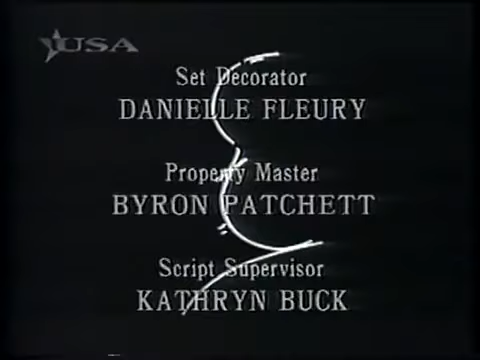 USA
Set Decorator
DANIELLE FLEURY
Property Master
BYRON PATCHETT
Script Supervisor
KATHRYN BUCK